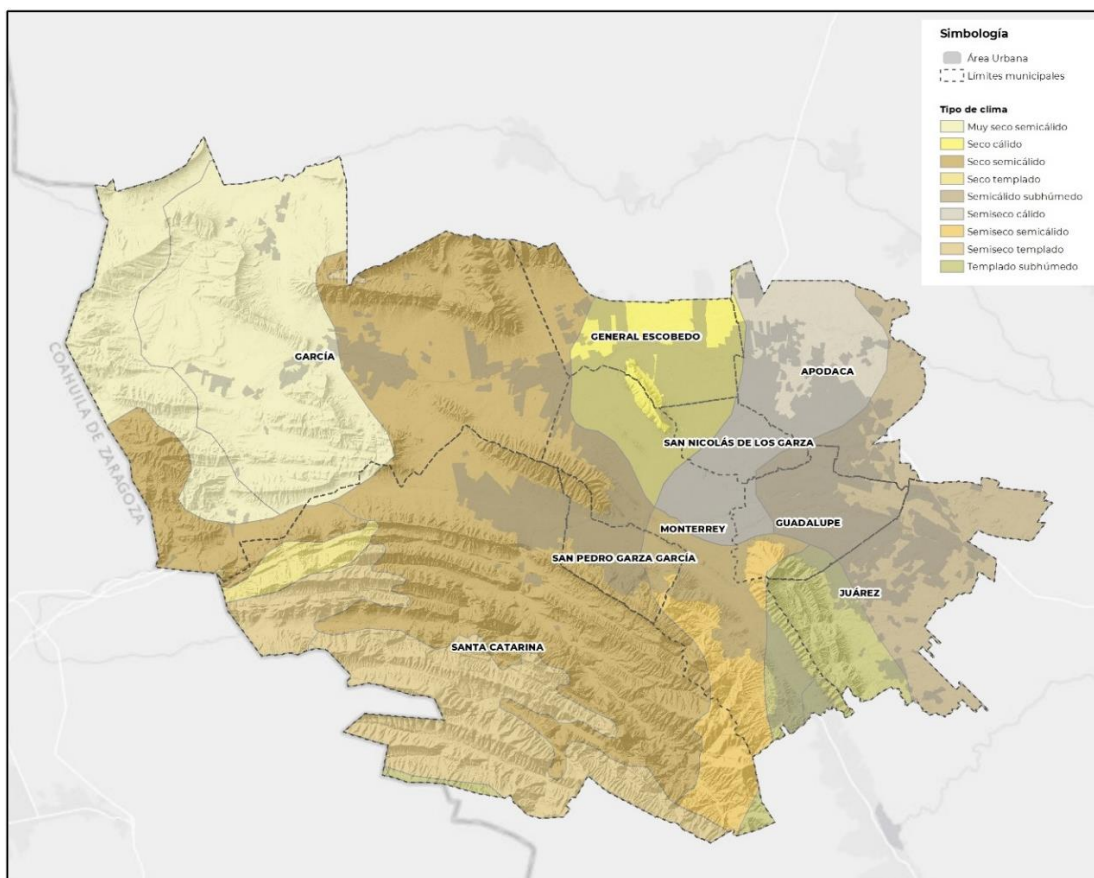 Simbología
Área Urbana
Límites municipales
Tipo de clima
Muy seco semicálido
Seco cálido
Seco semicálido
Seco templado
Semicálido subhúmedo
Semiseco cálido
Semiseco semicálido
Semiseco templado
Templado subhúmedo
GENERAL ESCOBEDO
GARCÍA
APODACA
COAHUILA DE ZARAGOZA
SAN NICOLÁS DE LOS GARZA
MONTERREY
GUADALUPE
SAN PEDRO GARZA GARCÍA
JUÁREZ
SANTA CATARINA